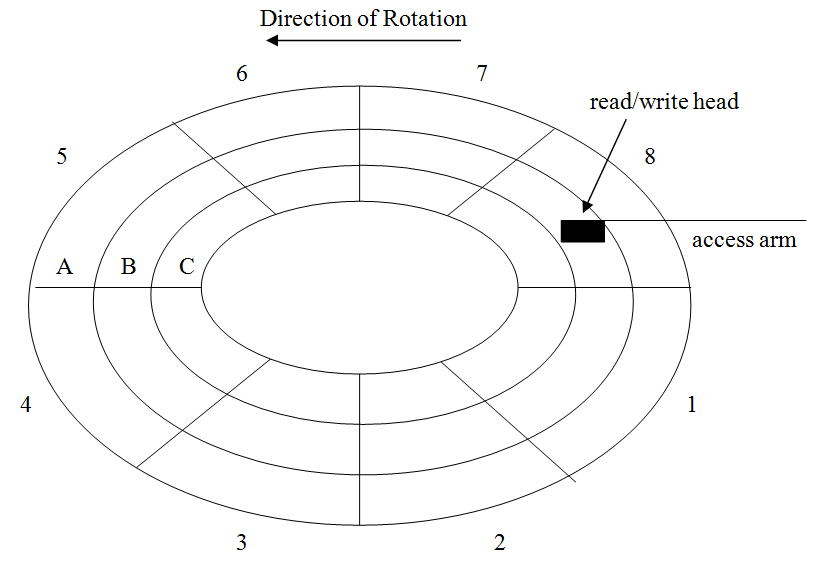 Direction of Rotation
6
7
read/write head
5
8
access arm
A
B
C
4
1
3
2